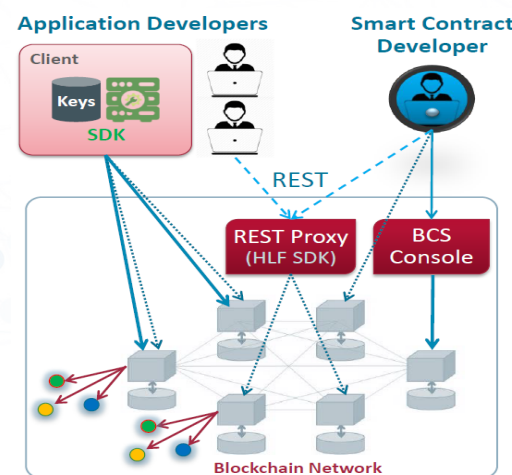 Application Developers
Smart Contract
Developer
Client
Keys
SDK
REST
REST Proxy
(HLF SDK)
BCS
Console
Blockchain Network